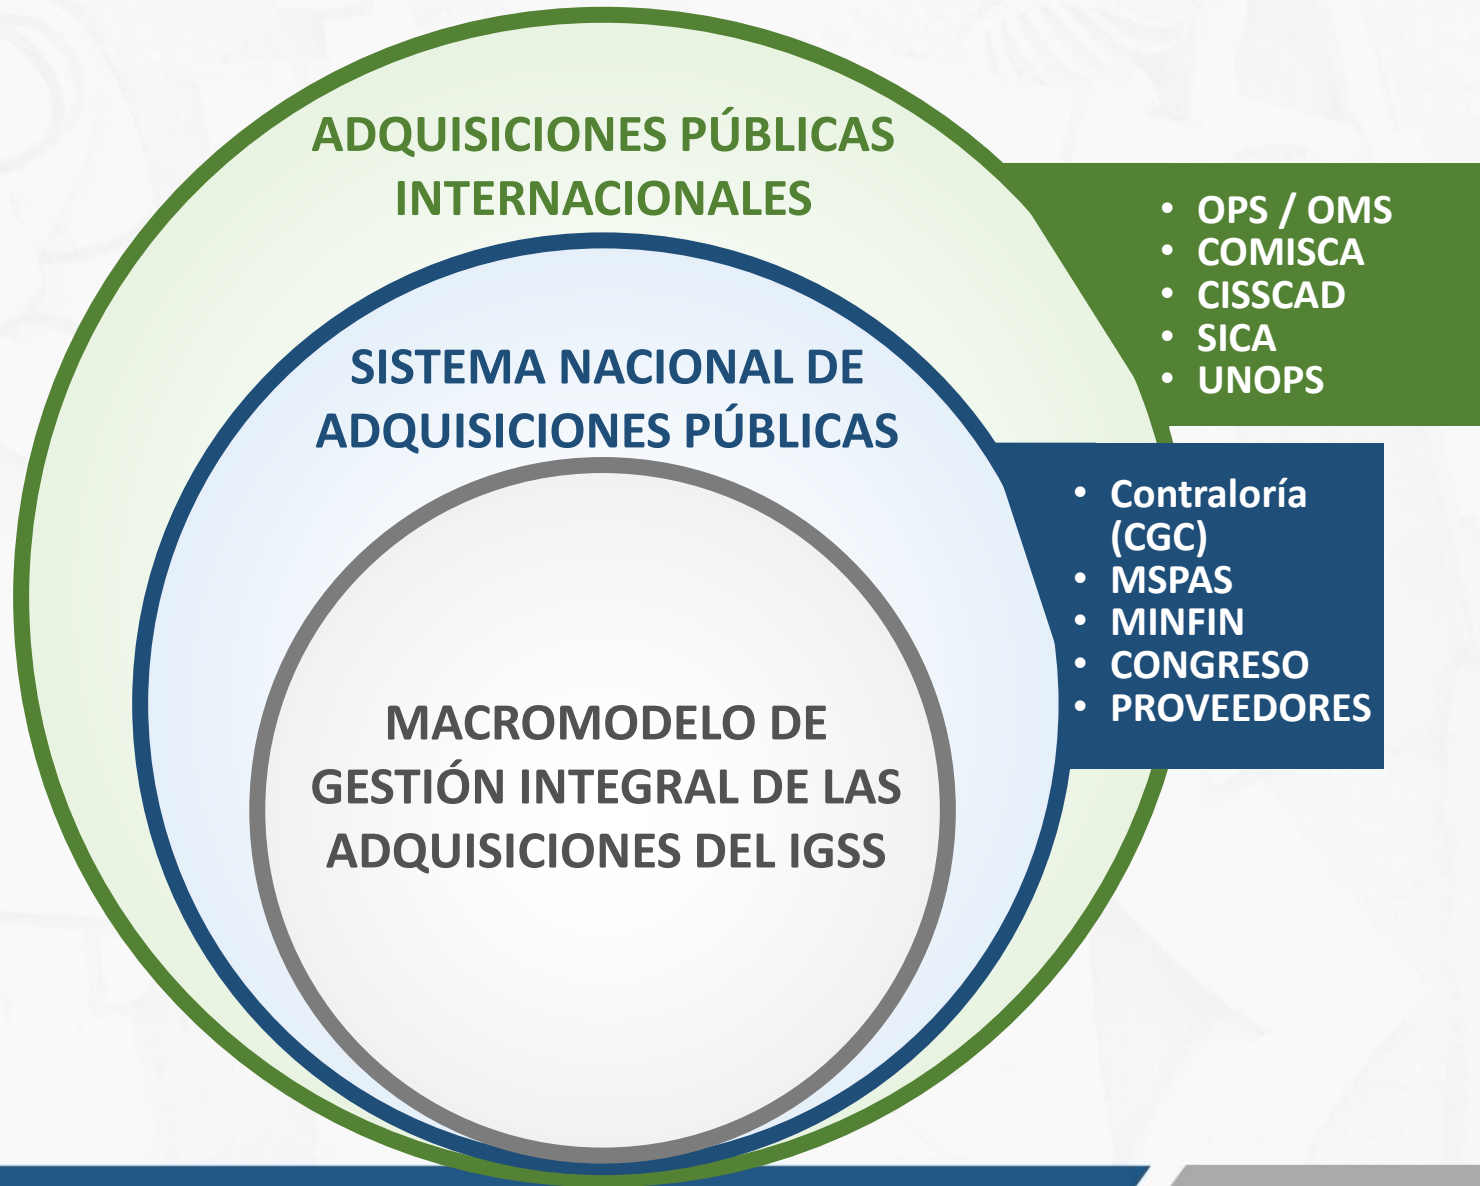 ADQUISICIONES PÚBLICAS
INTERNACIONALES
• OPS / OMS
• COMISCA
• CISSCAD
• SICA
• UNOPS
SISTEMA NACIONAL DE
ADQUISICIONES PÚBLICAS
• Contraloría
(CGC)
• MSPAS
• MINFIN
• CONGRESO
• PROVEEDORES
MACROMODELO DE
GESTIÓN INTEGRAL DE LAS
ADQUISICIONES DEL IGSS